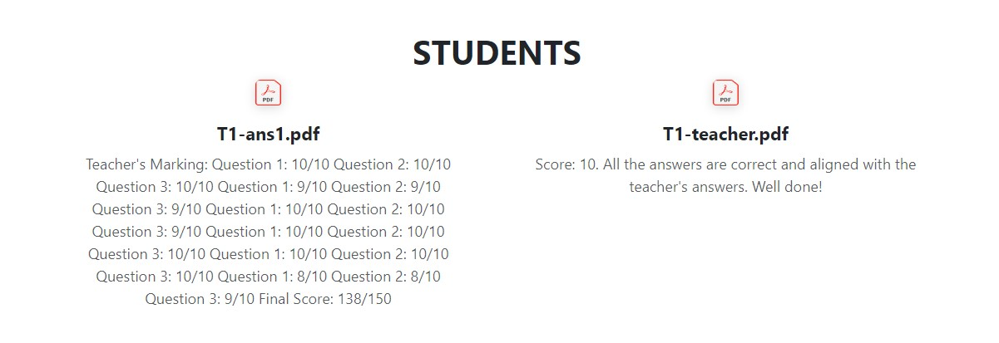 STUDENTS
PDF
T1-ans1.pdf
Teacher's Marking: Question 1: 10/10 Question 2: 10/10
Question 3: 10/10 Question 1: 9/10 Question 2: 9/10
Question 3: 9/10 Question 1: 10/10 Question 2: 10/10
Question 3: 9/10 Question 1: 10/10 Question 2: 10/10
Question 3: 10/10 Question 1: 10/10 Question 2: 10/10
Question 3: 10/10 Question 1: 8/10 Question 2: 8/10
Question 3: 9/10 Final Score: 138/150
PDF
T1-teacher.pdf
Score: 10. All the answers are correct and aligned with the
teacher's answers. Well done!